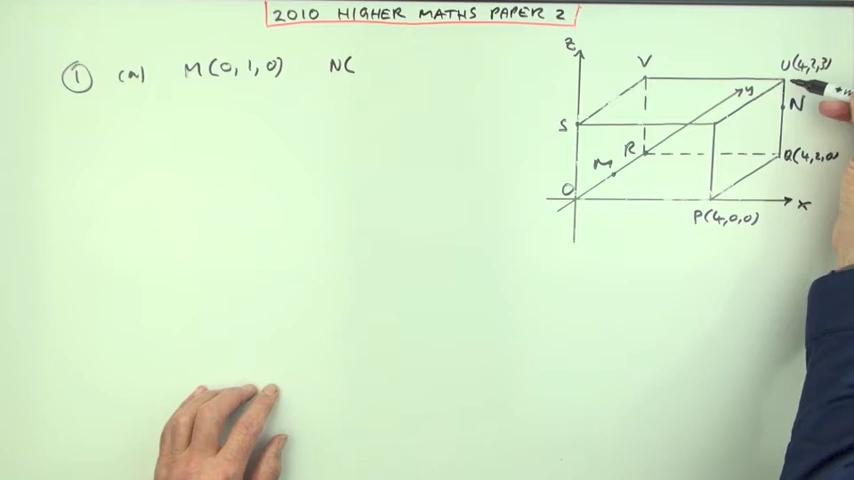 2010 HIGHER MATHS PAPER 2
① (a) M(0,1,0) N(
z
V
U(4,2,3)
y
N
S
R
Q(4,2,0)
M
O
x
P(4,0,0)